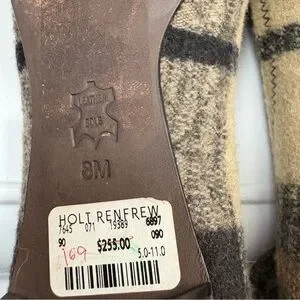 LEATHER
SOLE
8M
HOLT RENFREW
7645 071 19389 6897
90 $255.00 090
169
5.0-11.0